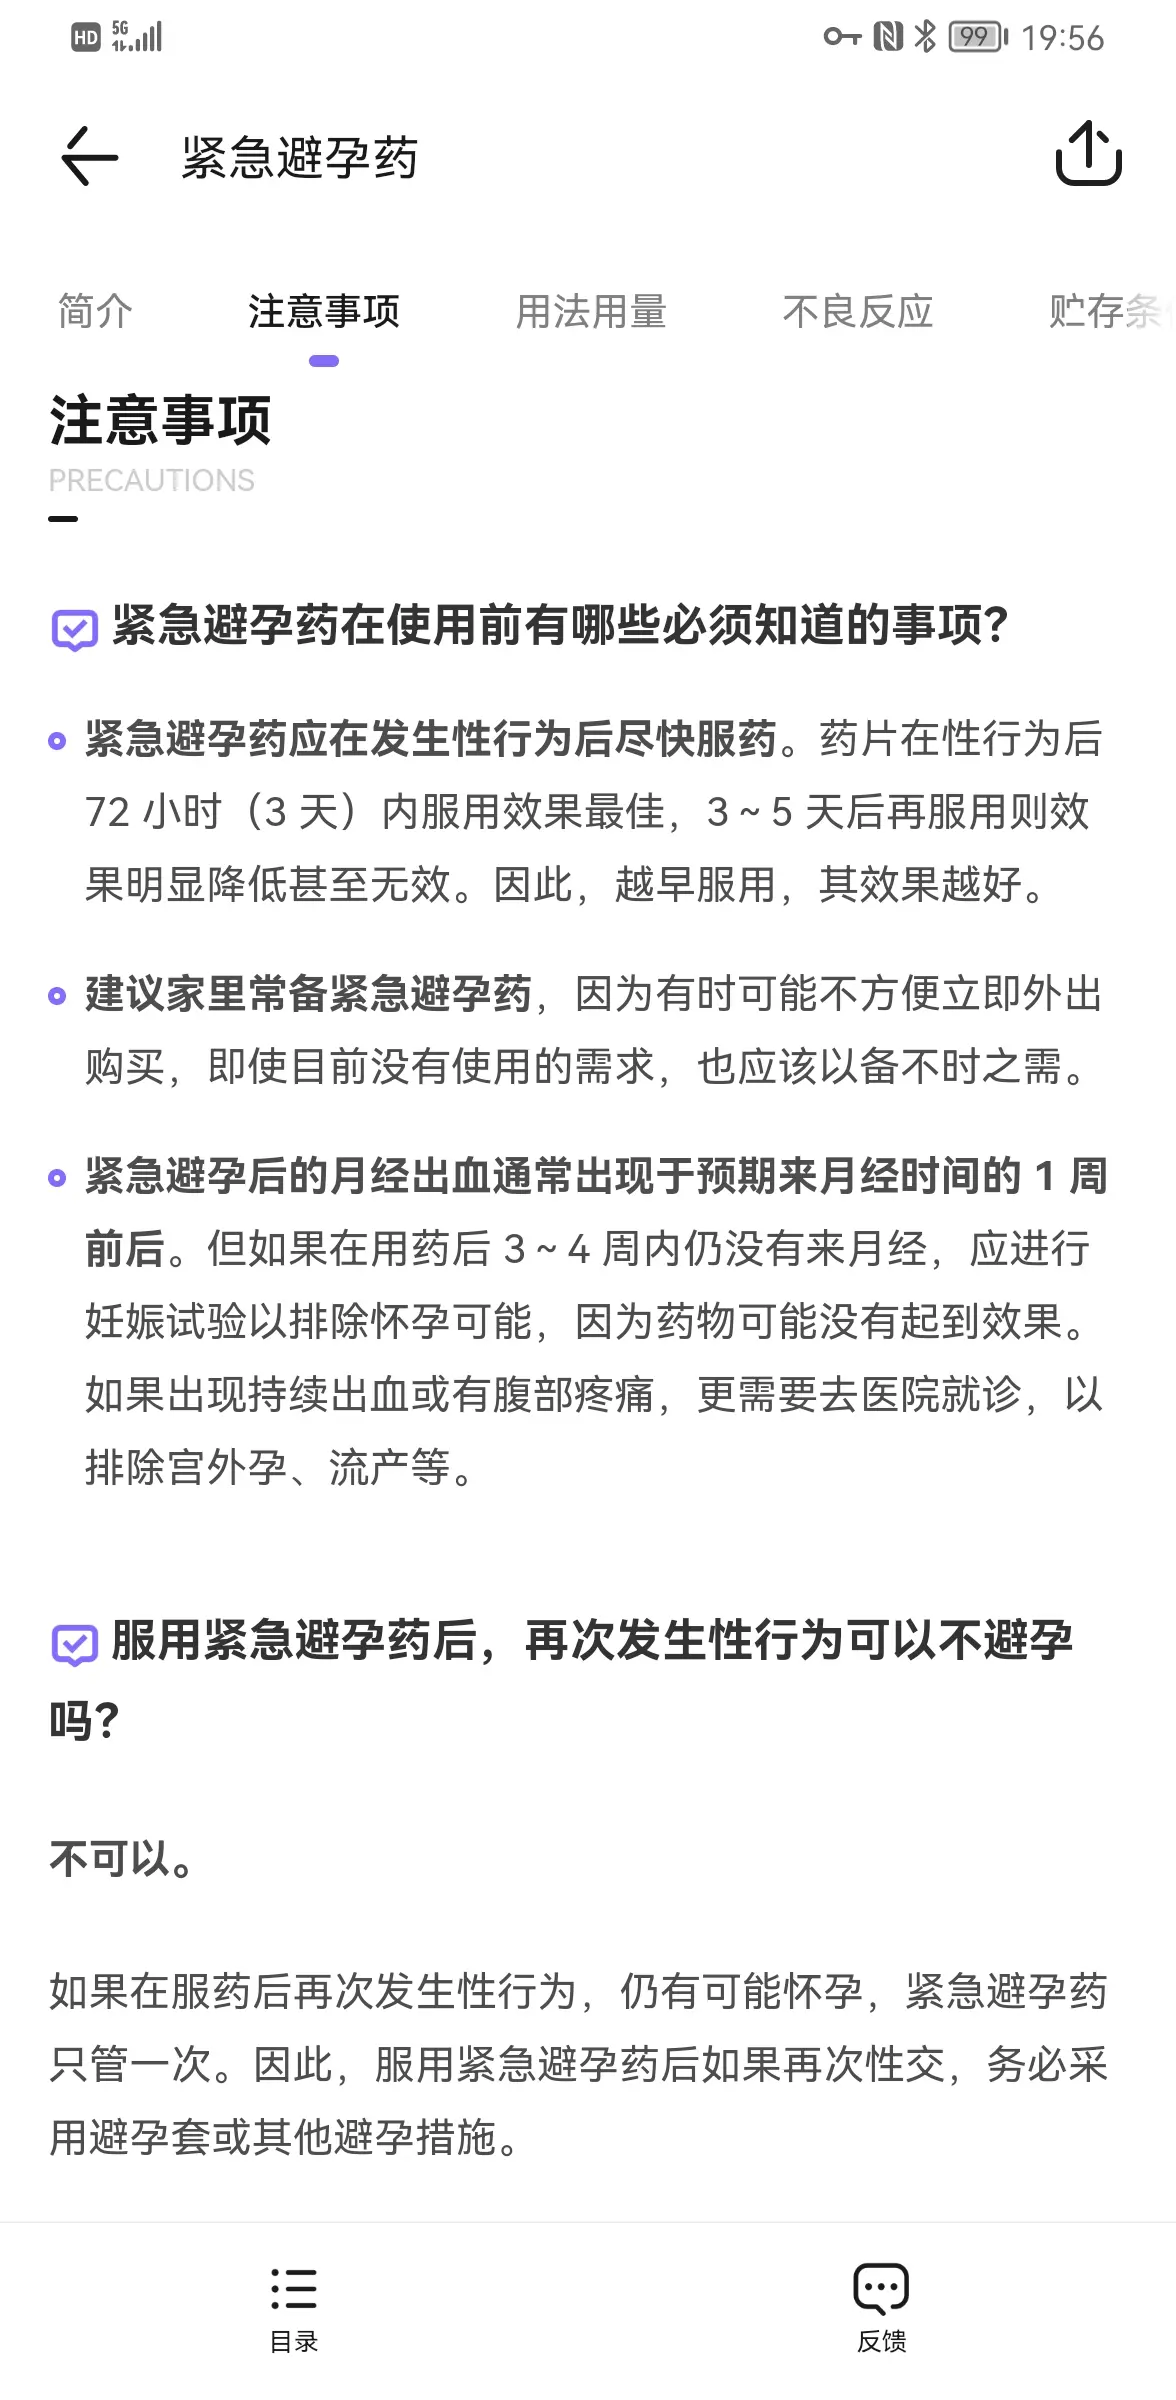 HD 5G 99 19:56
紧急避孕药
简介 注意事项 用法用量 不良反应 贮存条
注意事项
PRECAUTIONS
紧急避孕药在使用前有哪些必须知道的事项?
紧急避孕药应在发生性行为后尽快服药。药片在性行为后
72 小时（3 天）内服用效果最佳，3 ~ 5 天后再服用则效
果明显降低甚至无效。因此，越早服用，其效果越好。
建议家里常备紧急避孕药，因为有时可能不方便立即外出
购买，即使目前没有使用的需求，也应该以备不时之需。
紧急避孕后的月经出血通常出现于预期来月经时间的 1 周
前后。但如果在用药后 3 ~ 4 周内仍没有来月经，应进行
妊娠试验以排除怀孕可能，因为药物可能没有起到效果。
如果出现持续出血或有腹部疼痛，更需要去医院就诊，以
排除宫外孕、流产等。
服用紧急避孕药后，再次发生性行为可以不避孕
吗?
不可以。
如果在服药后再次发生性行为，仍有可能怀孕，紧急避孕药
只管一次。因此，服用紧急避孕药后如果再次性交，务必采
用避孕套或其他避孕措施。
目录 反馈